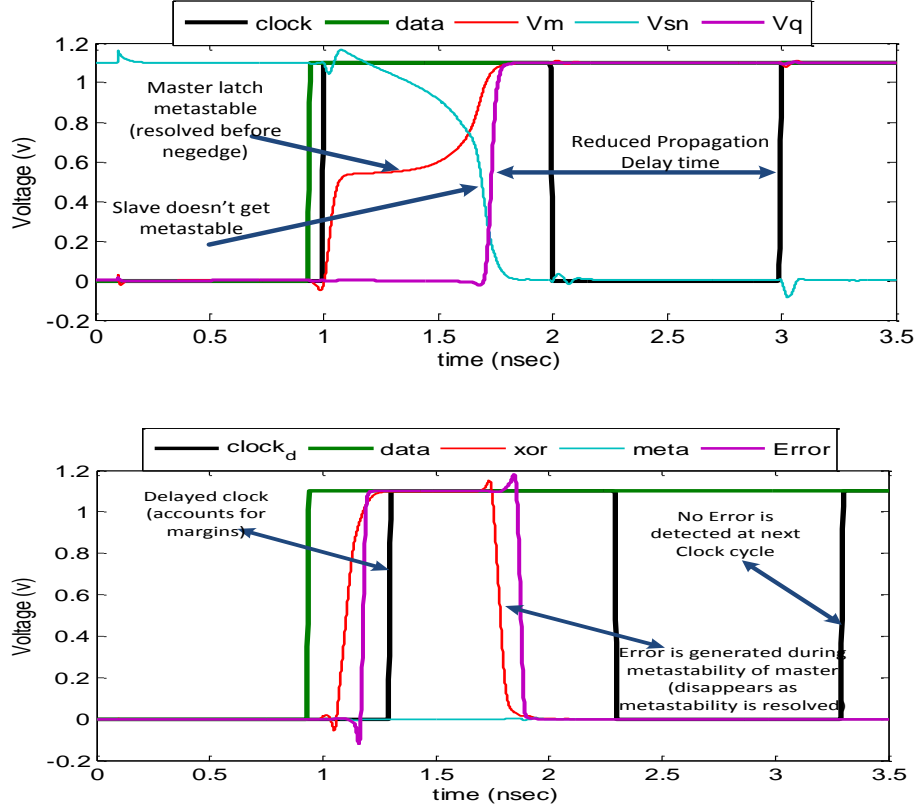 clock data Vm Vsn Vq
1.2
1
0.8
0.6
0.4
0.2
0
-0.2
Voltage (v)
Master latch
metastable
(resolved before
negedge)
Slave doesn't get
metastable
Reduced Propagation
Delay time
0 0.5 1 1.5 2 2.5 3 3.5
time (nsec)
clock_d data xor meta Error
1.2
1
0.8
0.6
0.4
0.2
0
-0.2
Voltage (v)
Delayed clock
(accounts for
margins)
No Error is
detected at next
Clock cycle
Error is generated during
metastability of master
(disappears as
metastability is resolved)
0 0.5 1 1.5 2 2.5 3 3.5
time (nsec)